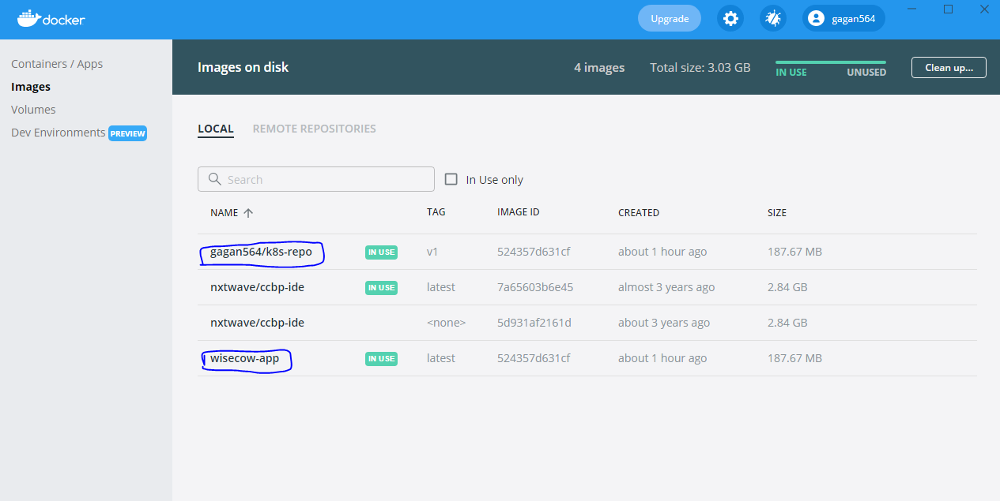 docker Upgrade gagan564
Containers / Apps
Images
Volumes
Dev Environments PREVIEW
Images on disk 4 images Total size: 3.03 GB IN USE UNUSED Clean up...
LOCAL REMOTE REPOSITORIES
Search In Use only
NAME TAG IMAGE ID CREATED SIZE
gagan564/k8s-repo IN USE v1 524357d631cf about 1 hour ago 187.67 MB
nxtwave/ccbp-ide IN USE latest 7a65603b6e45 almost 3 years ago 2.84 GB
nxtwave/ccbp-ide <none> 5d931af2161d about 3 years ago 2.84 GB
wisecow-app IN USE latest 524357d631cf about 1 hour ago 187.67 MB